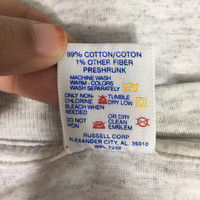 99% COTTON/COTON
1% OTHER FIBER
PRESHRUNK
MACHINE WASH
WARM - COLORS
WASH SEPARATELY
ONLY NON- TUMBLE
CHLORINE DRY LOW
BLEACH WHEN
NEEDED
DO NOT OR DRY
IRON CLEAN
EMBLEM
RUSSELL CORP.
ALEXANDER CITY, AL. 35010